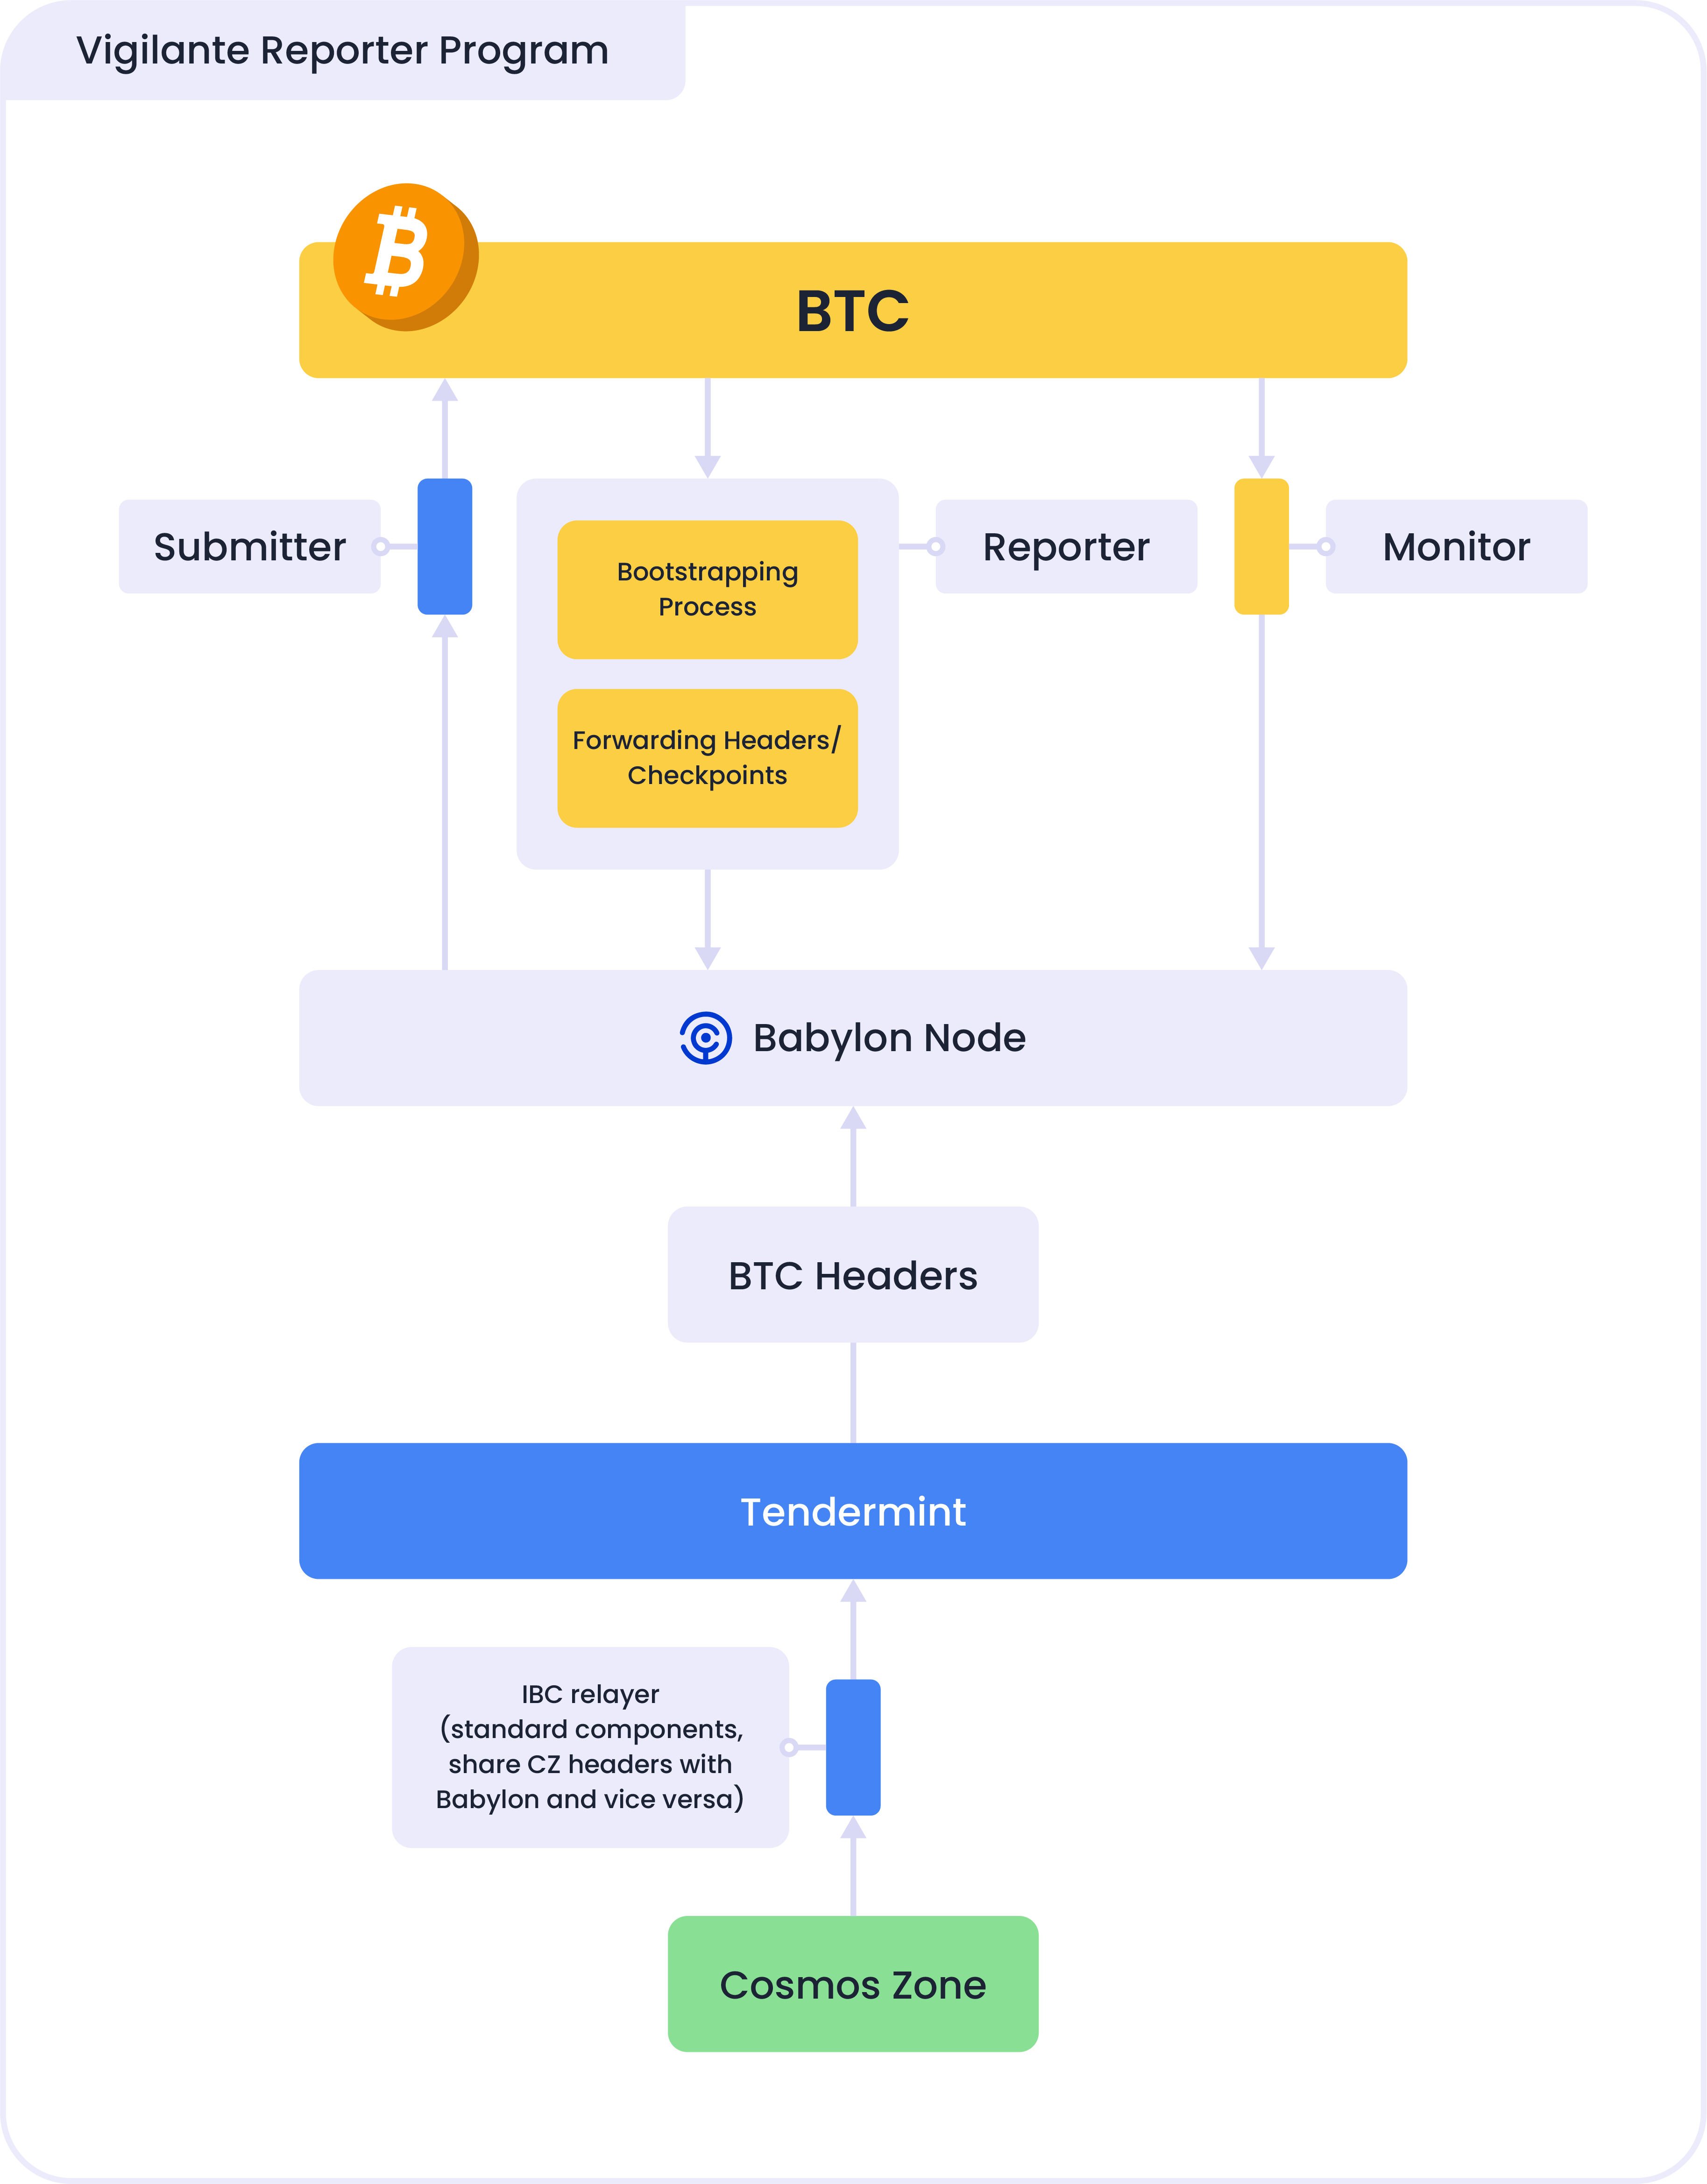 Vigilante Reporter Program
BTC
Submitter
Bootstrapping
Process
Forwarding Headers/
Checkpoints
Reporter
Monitor
Babylon Node
BTC Headers
Tendermint
IBC relayer
(standard components,
share CZ headers with
Babylon and vice versa)
Cosmos Zone